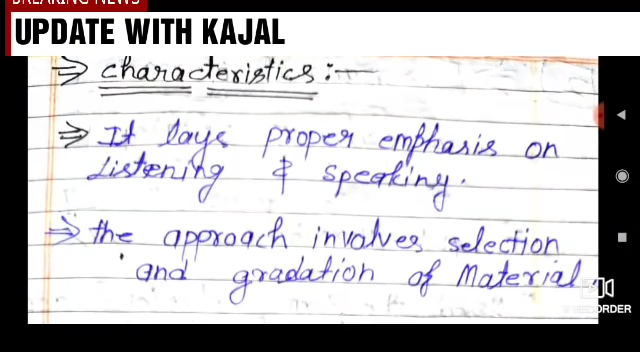 BREAKING NEWS
UPDATE WITH KAJAL
⇒ characteristics :—
⇒ It lays proper emphasis on
Listening & speaking.
⇒ the approach involves selection
and gradation of Material.
RECORDER